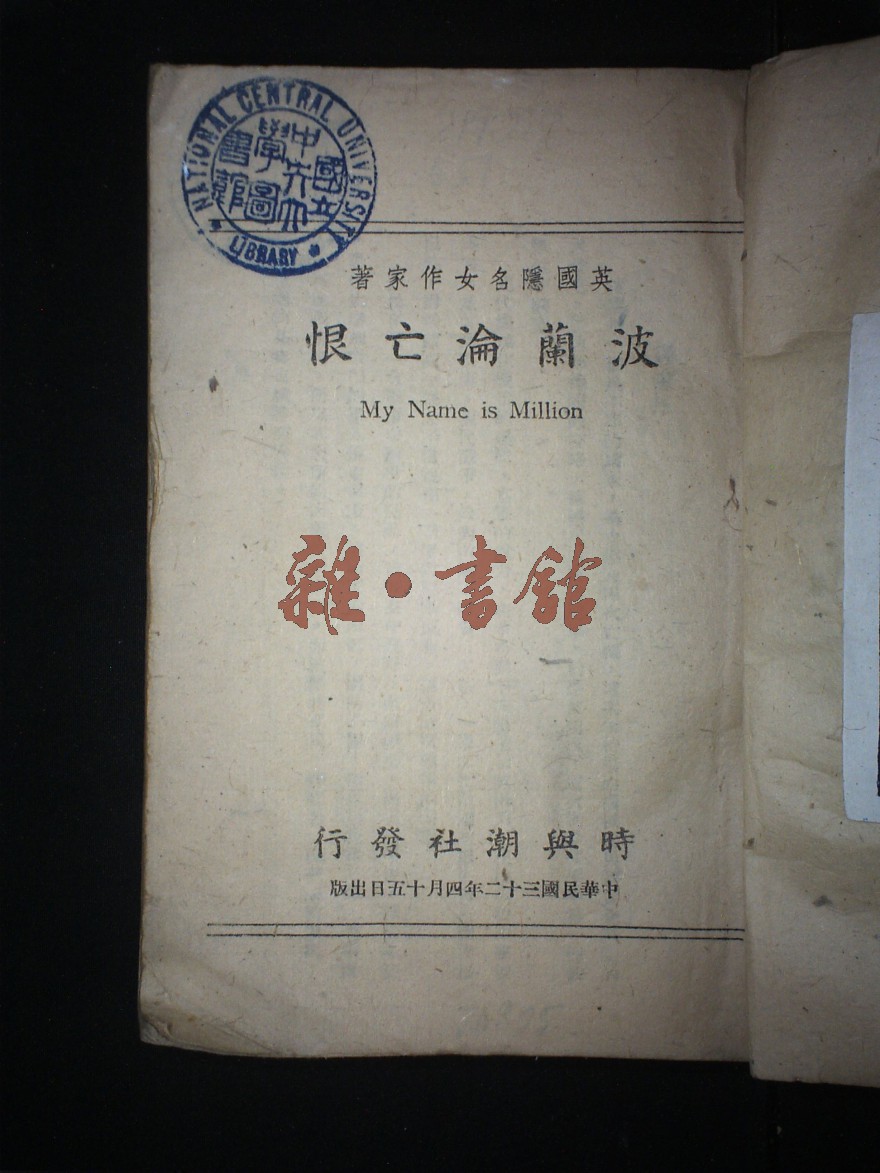 NATIONAL CENTRAL UNIVERSITY
國立中央大學圖書館
LIBRARY
英國隱名女作家著
波蘭淪亡恨
My Name is Million
雜·書館
時與潮社發行
中華民國三十二年四月十五日出版